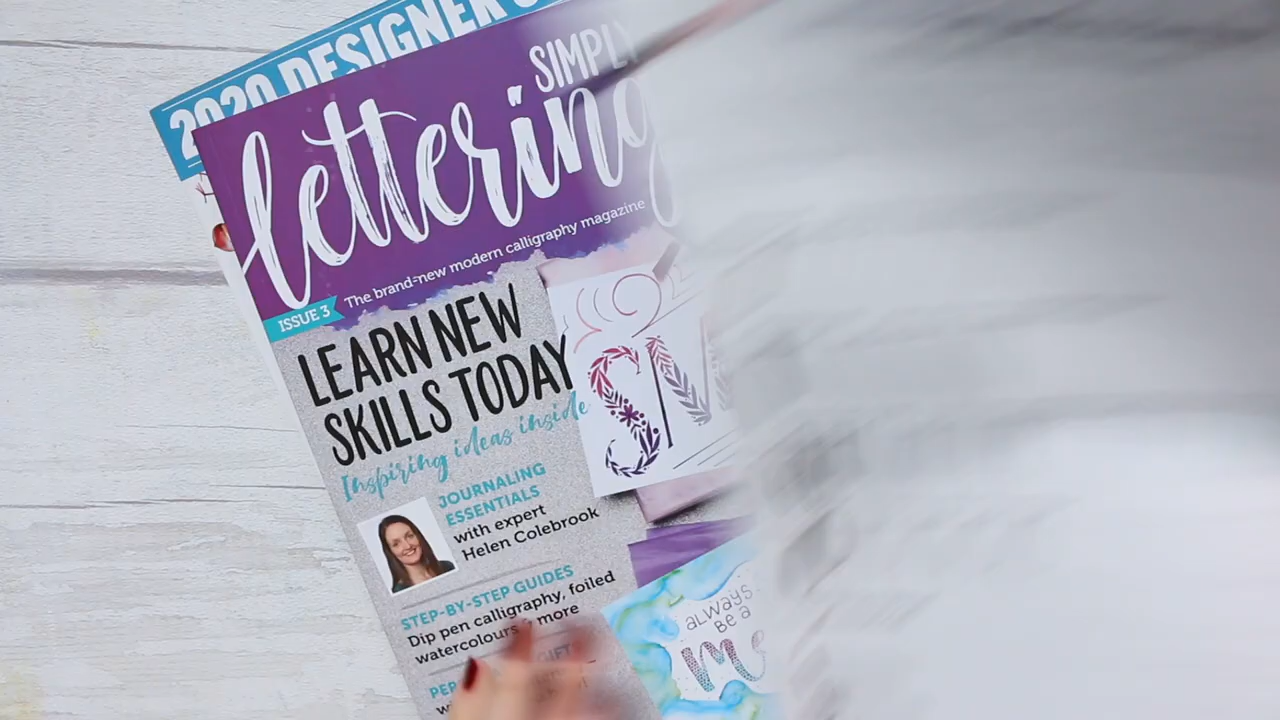 2020 DESIGNER
SIMPLY
lettering
The brand-new modern calligraphy magazine
ISSUE 3
LEARN NEW
SKILLS TODAY
Inspiring ideas inside
JOURNALING
ESSENTIALS
with expert
Helen Colebrook
STEP-BY-STEP GUIDES
Dip pen calligraphy, foiled
watercolours & more
always
be a